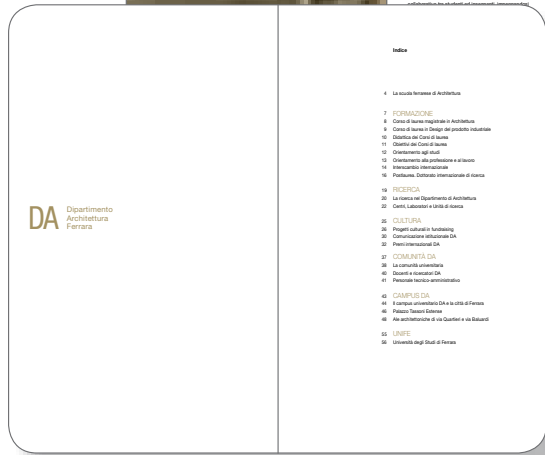 DA
Dipartimento
Architettura
Ferrara
Indice
4 La scuola ferrarese di Architettura
7 FORMAZIONE
8 Corso di laurea magistrale in Architettura
9 Corso di laurea in Design del prodotto industriale
10 Didattica dei Corsi di laurea
11 Obiettivi dei Corsi di laurea
12 Orientamento agli studi
13 Orientamento alla professione e al lavoro
14 Interscambio internazionale
16 Postlaurea. Dottorato internazionale di ricerca
19 RICERCA
20 La ricerca nel Dipartimento di Architettura
22 Centri, Laboratori e Unità di ricerca
25 CULTURA
26 Progetti culturali in fundraising
30 Comunicazione istituzionale DA
32 Premi internazionali DA
37 COMUNITÀ DA
38 La comunità universitaria
40 Docenti e ricercatori DA
41 Personale tecnico-amministrativo
43 CAMPUS DA
44 Il campus universitario DA e la città di Ferrara
46 Palazzo Tassoni Estense
48 Ale architettoniche di via Quartieri e via Baluardi
55 UNIFE
56 Università degli Studi di Ferrara